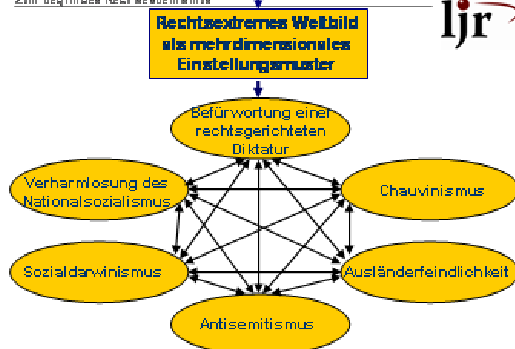 ljr
Rechtsextremes Weltbild
als mehrdimensionales
Einstellungsmuster
Befürwortung einer
rechtsgerichteten
Diktatur
Verharmlosung des
Nationalsozialismus
Chauvinismus
Sozialdarwinismus
Ausländerfeindlichkeit
Antisemitismus